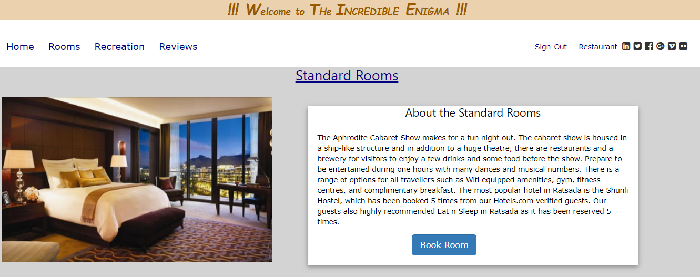 !!! Welcome to The Incredible Enigma !!!
Home Rooms Recreation Reviews
Sign Out Restaurant
Standard Rooms
About the Standard Rooms
The Aphrodite Cabaret Show makes for a fun night out. The cabaret show is housed in
a ship-like structure and in addition to a huge theatre, there are restaurants and a
brewery for visitors to enjoy a few drinks and some food before the show. Prepare to
be entertained during one hours with many dances and musical numbers. There is a
range of options for all travellers such as Wifi equipped amenities, gym, fitness
centres, and complimentary breakfast. The most popular hotel in Ratsada is the Shunli
Hostel, which has been booked 5 times from our Hotels.com verified guests. Our
guests also highly recommended Eat n Sleep in Ratsada as it has been reserved 5
times.
Book Room